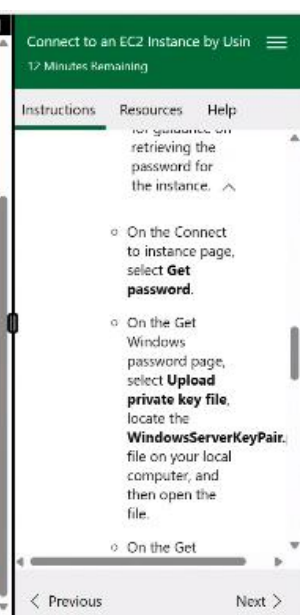 Connect to an EC2 Instance by Usin
12 Minutes Remaining
Instructions Resources Help
for guidance on
retrieving the
password for
the instance.
On the Connect
to instance page,
select Get
password.
On the Get
Windows
password page,
select Upload
private key file,
locate the
WindowsServerKeyPair.
file on your local
computer, and
then open the
file.
On the Get
Previous Next